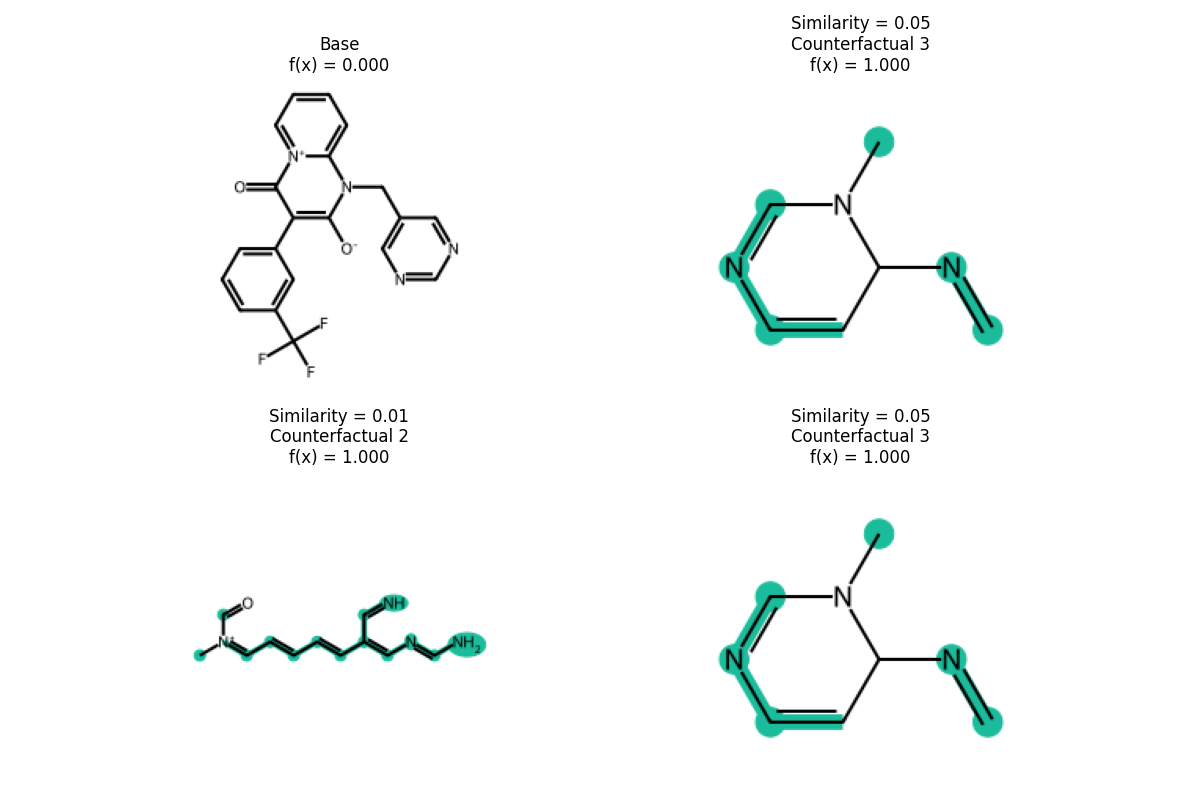 Base
f(x) = 0.000
N⁺
O
N
O⁻
N
N
F
F
F
Similarity = 0.05
Counterfactual 3
f(x) = 1.000
N
N
N
Similarity = 0.01
Counterfactual 2
f(x) = 1.000
O
NH
N⁺
N
NH₂
Similarity = 0.05
Counterfactual 3
f(x) = 1.000
N
N
N